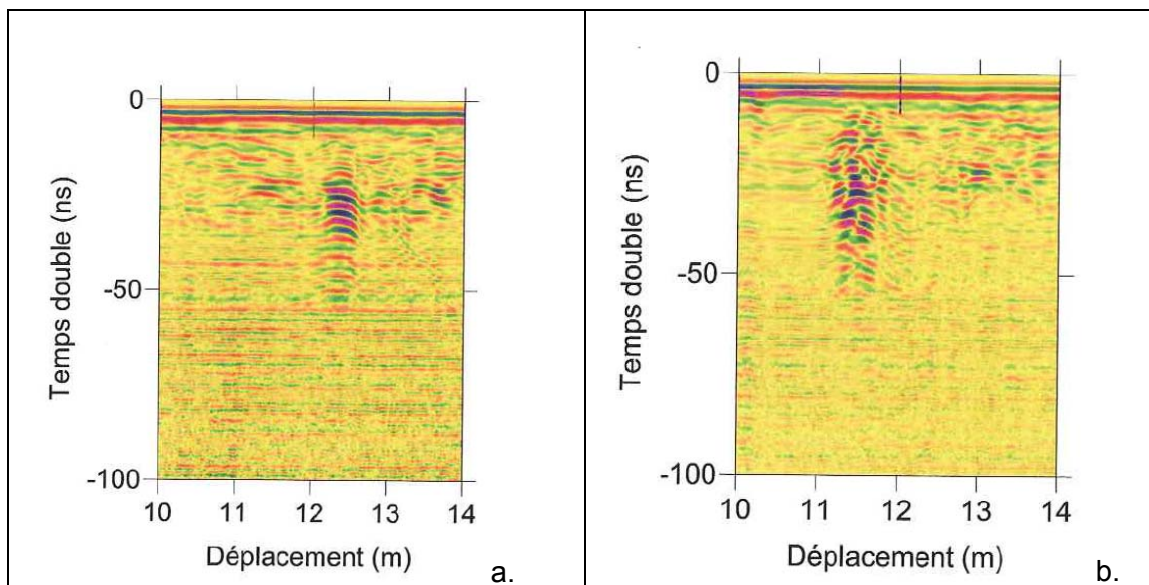 0
-50
-100
Temps double (ns)
10 11 12 13 14
Déplacement (m)
a.
0
-50
-100
Temps double (ns)
10 11 12 13 14
Déplacement (m)
b.